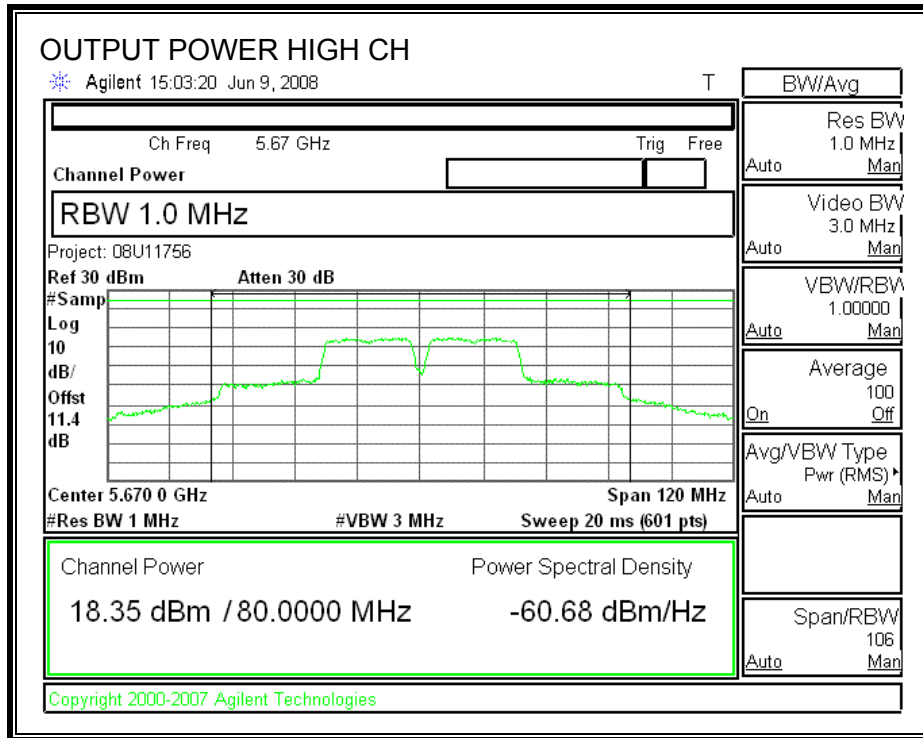 OUTPUT POWER HIGH CH
Agilent 15:03:20 Jun 9, 2008 T
Ch Freq 5.67 GHz Trig Free
Channel Power
RBW 1.0 MHz
Project: 08U11756
Ref 30 dBm Atten 30 dB
#Samp
Log
10
dB/
Offst
11.4
dB
Center 5.670 0 GHz Span 120 MHz
#Res BW 1 MHz #VBW 3 MHz Sweep 20 ms (601 pts)
Channel Power Power Spectral Density
18.35 dBm / 80.0000 MHz -60.68 dBm/Hz
Copyright 2000-2007 Agilent Technologies
BW/Avg
Res BW
1.0 MHz
Auto Man
Video BW
3.0 MHz
Auto Man
VBW/RBW
1.00000
Auto Man
Average
100
On Off
Avg/VBW Type
Pwr (RMS)
Auto Man
Span/RBW
106
Auto Man